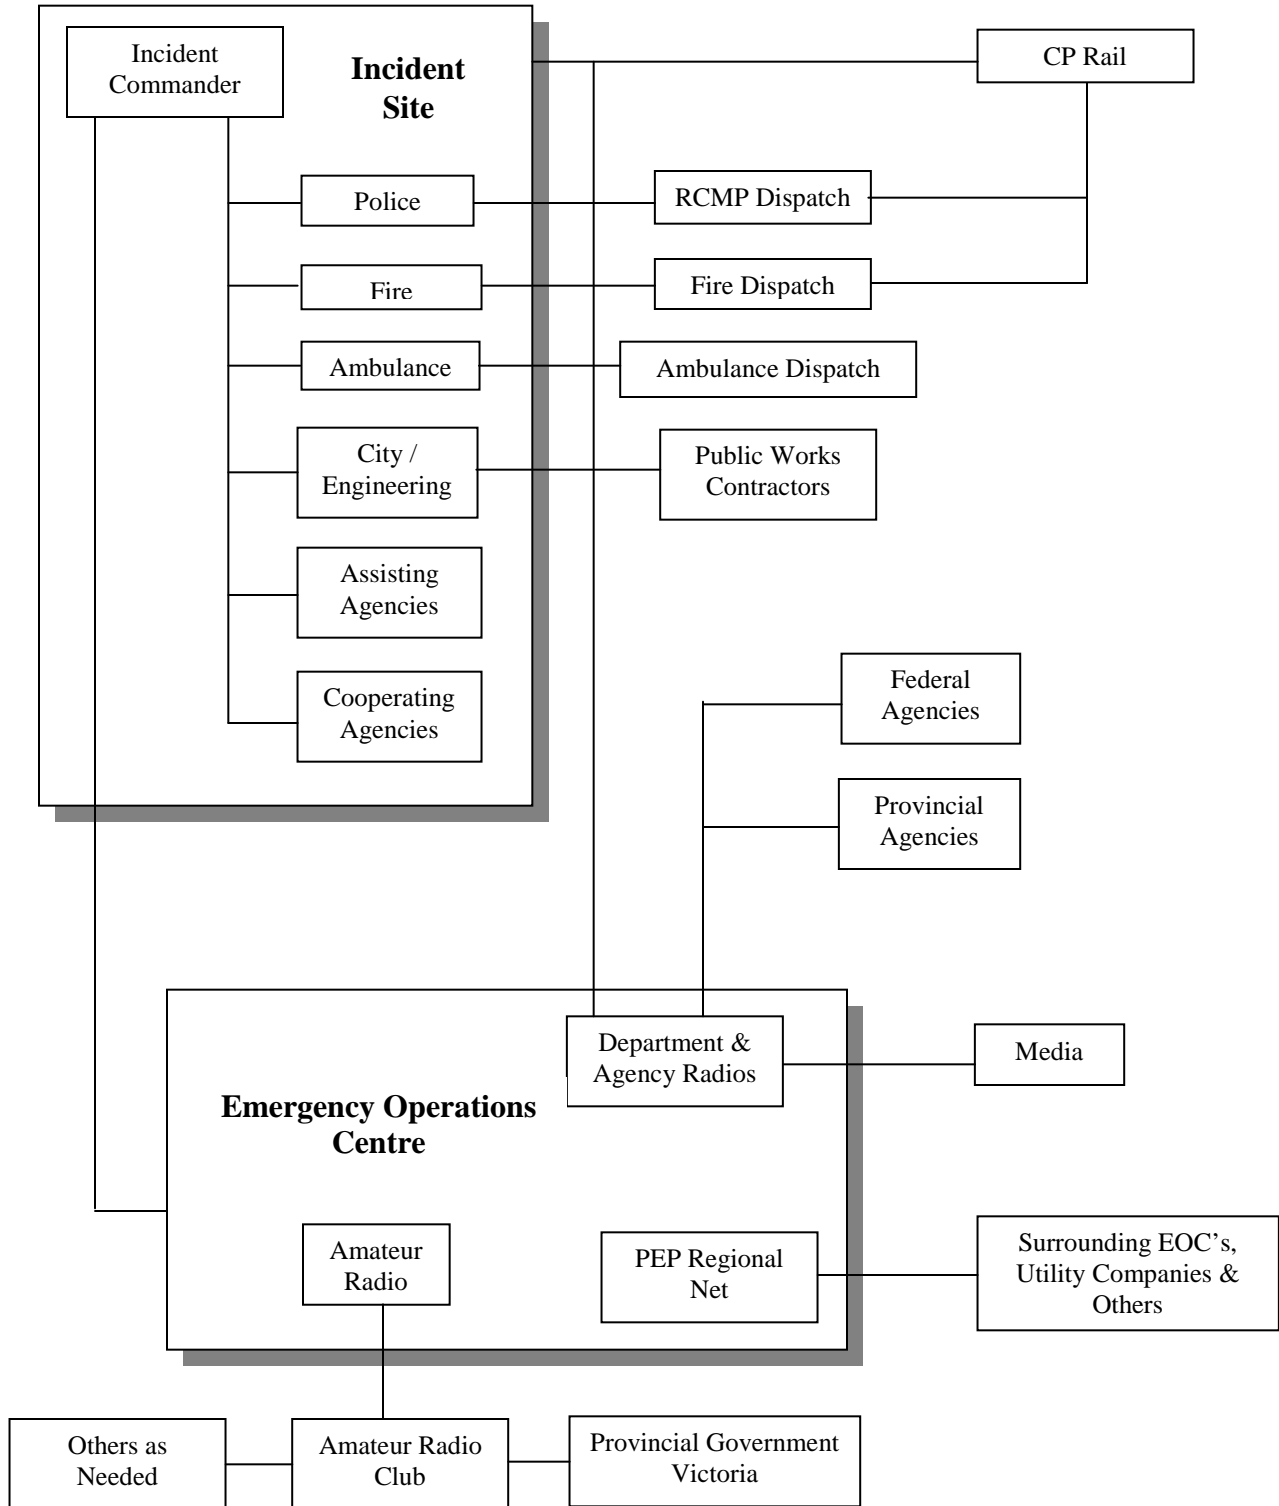 Incident
Commander
Incident
Site
CP Rail
Police
RCMP Dispatch
Fire
Fire Dispatch
Ambulance
Ambulance Dispatch
City /
Engineering
Public Works
Contractors
Assisting
Agencies
Cooperating
Agencies
Federal
Agencies
Provincial
Agencies
Department &
Agency Radios
Media
Emergency Operations
Centre
Amateur
Radio
PEP Regional
Net
Surrounding EOC's,
Utility Companies &
Others
Others as
Needed
Amateur Radio
Club
Provincial Government
Victoria